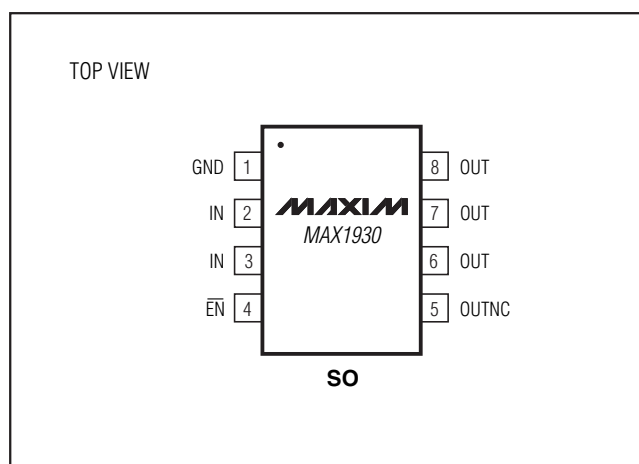 TOP VIEW
GND 1 8 OUT
IN 2 MAXIM 7 OUT
MAX1930
IN 3 6 OUT
E̅N̅ 4 5 OUTNC
SO